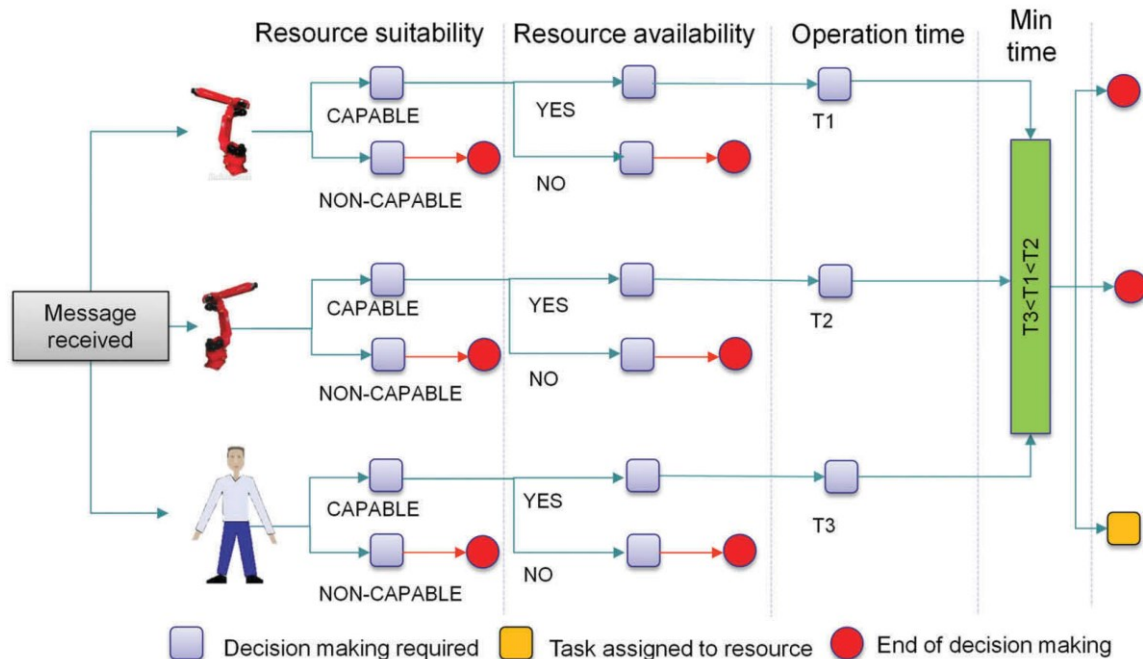 Resource suitability
Resource availability
Operation time
Min
time
CAPABLE
YES
T1
NON-CAPABLE
NO
Message
received
CAPABLE
YES
T2
NON-CAPABLE
NO
T3<T1<T2
CAPABLE
YES
T3
NON-CAPABLE
NO
Decision making required
Task assigned to resource
End of decision making